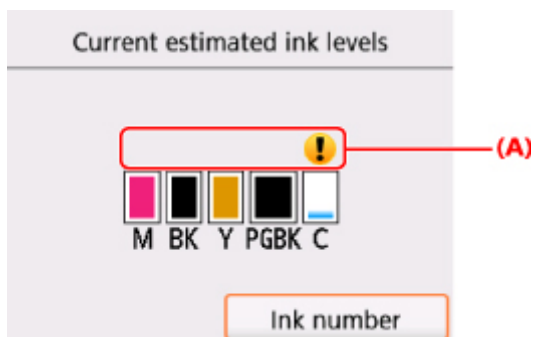 Current estimated ink levels
!
(A)
M BK Y PGBK C
Ink number